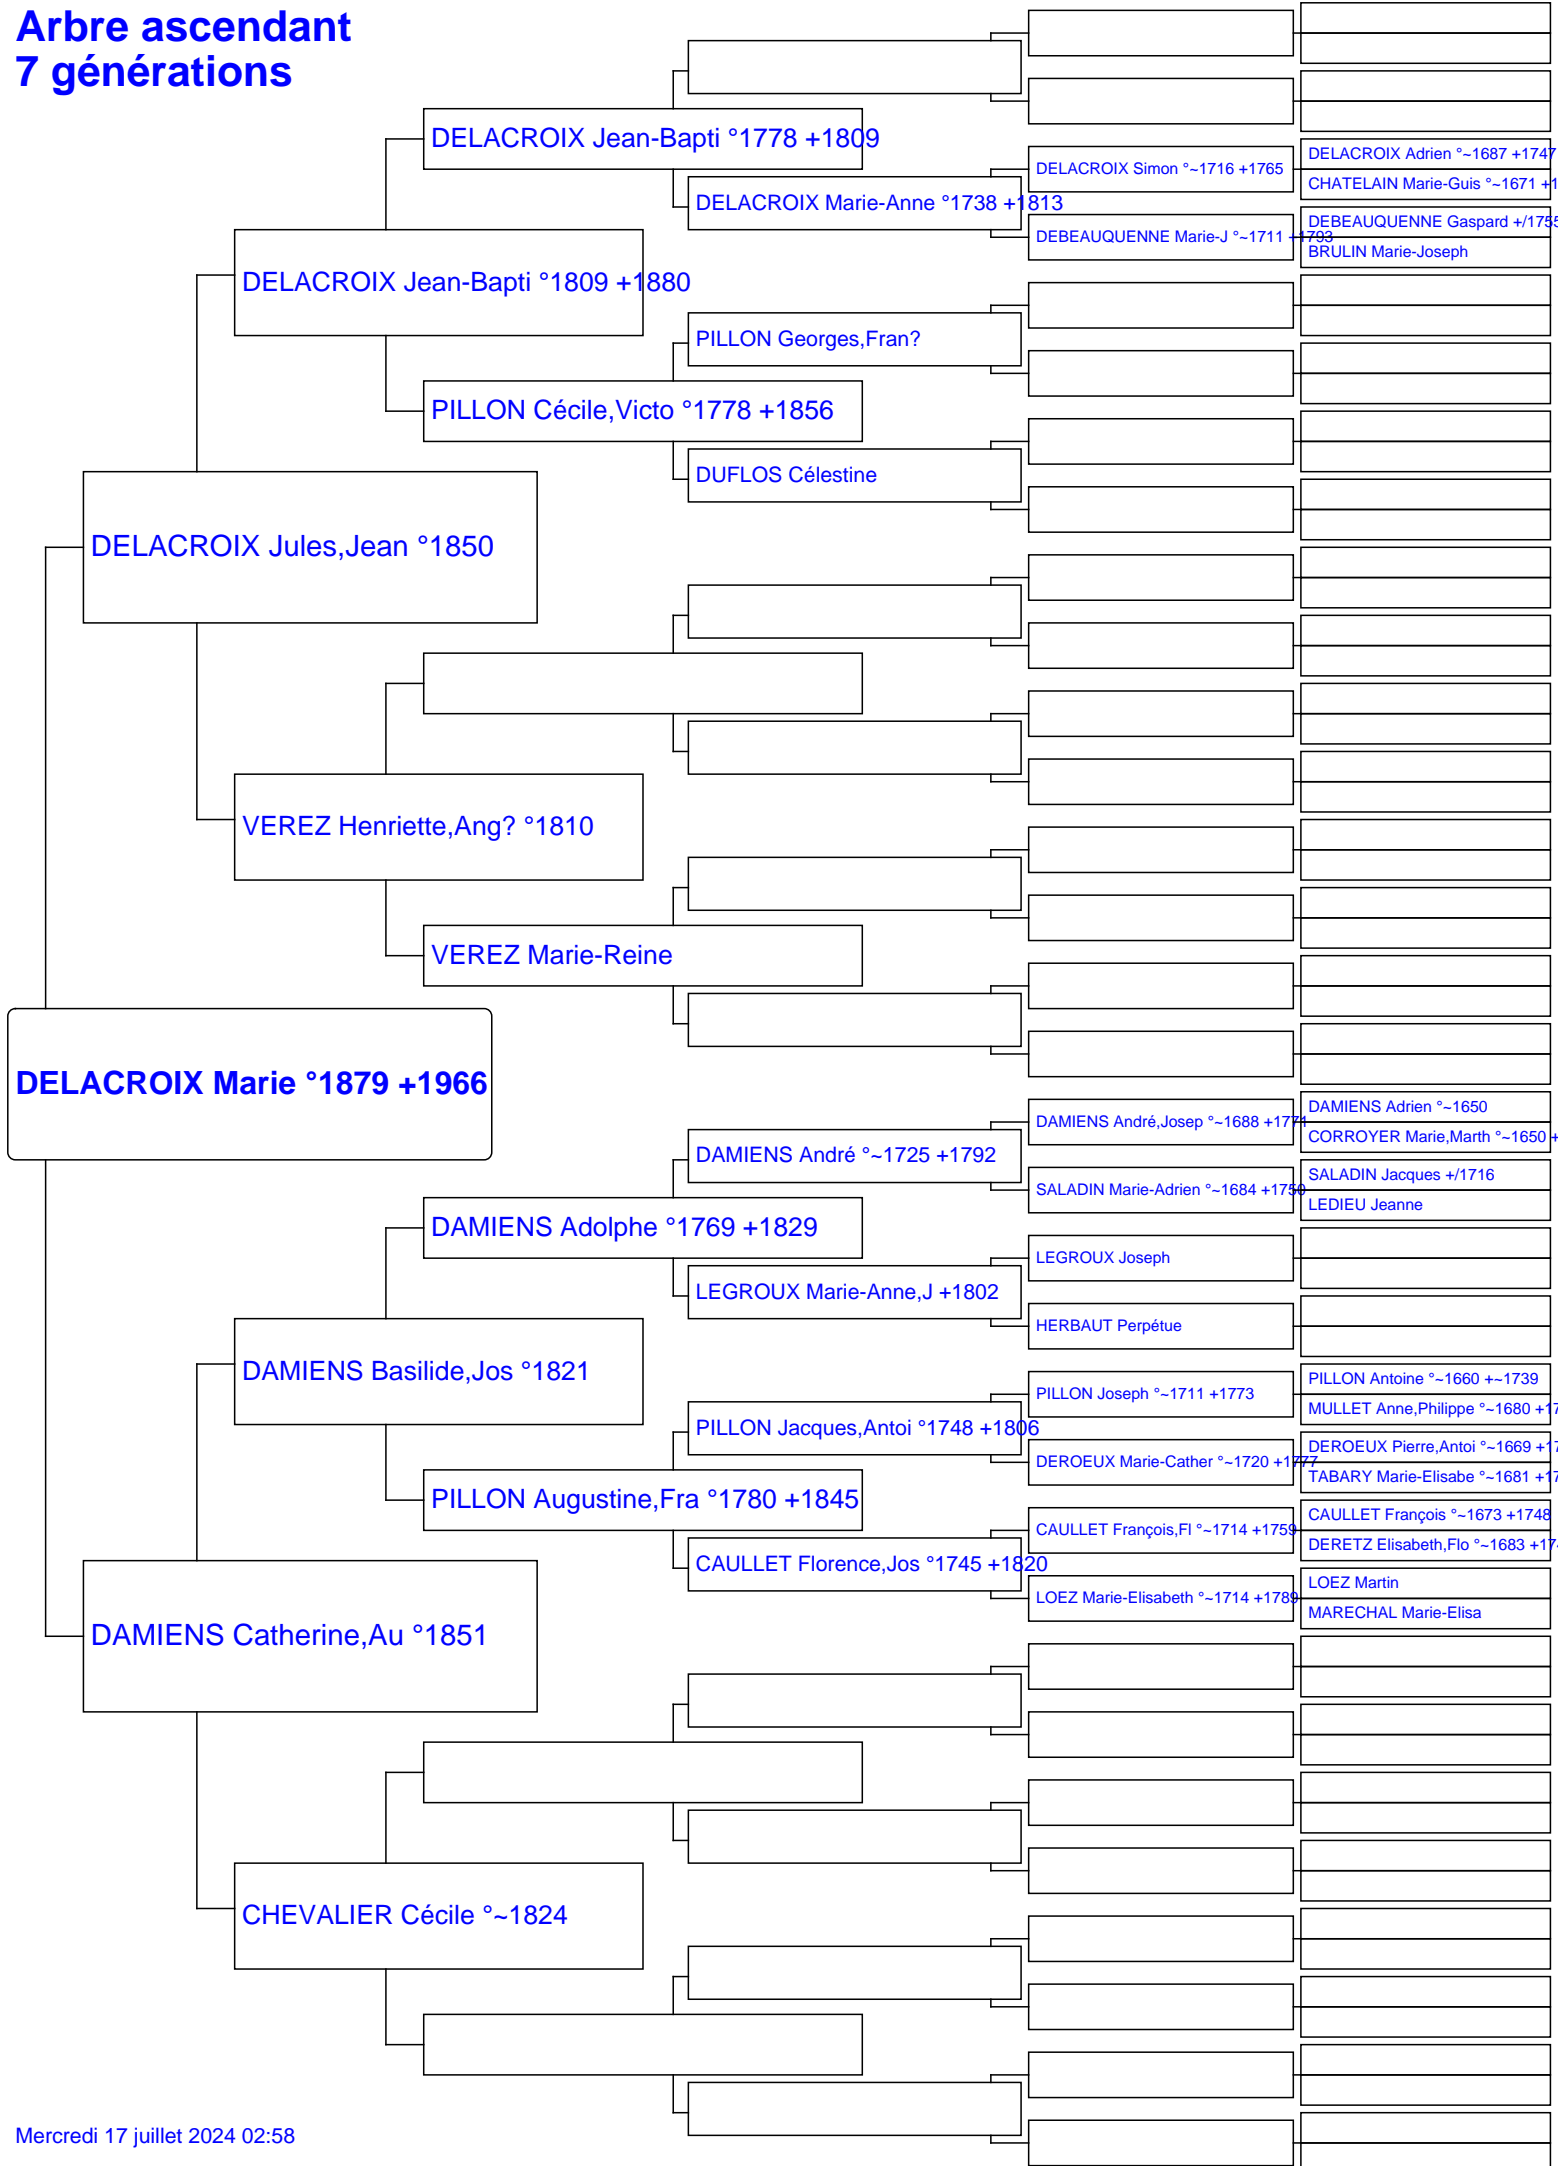 Arbre ascendant
7 générations
DELACROIX Marie °1879 +1966
DELACROIX Jules,Jean °1850
DAMIENS Catherine,Au °1851
DELACROIX Jean-Bapti °1809 +1880
VEREZ Henriette,Ang? °1810
DAMIENS Basilide,Jos °1821
CHEVALIER Cécile °~1824
DELACROIX Jean-Bapti °1778 +1809
PILLON Cécile,Victo °1778 +1856
VEREZ Marie-Reine
DAMIENS Adolphe °1769 +1829
PILLON Augustine,Fra °1780 +1845
DELACROIX Marie-Anne °1738 +1813
PILLON Georges,Fran?
DUFLOS Célestine
DAMIENS André °~1725 +1792
LEGROUX Marie-Anne,J +1802
PILLON Jacques,Antoi °1748 +1806
CAULLET Florence,Jos °1745 +1820
DELACROIX Simon °~1716 +1765
DEBEAUQUENNE Marie-J °~1711 +1793
DAMIENS André,Josep °~1688 +1771
SALADIN Marie-Adrien °~1684 +1750
LEGROUX Joseph
HERBAUT Perpétue
PILLON Joseph °~1711 +1773
DEROEUX Marie-Cather °~1720 +1777
CAULLET François,Fl °~1714 +1759
LOEZ Marie-Elisabeth °~1714 +1789
DELACROIX Adrien °~1687 +1747
CHATELAIN Marie-Guis °~1671 +1
DEBEAUQUENNE Gaspard +/1755
BRULIN Marie-Joseph
DAMIENS Adrien °~1650
CORROYER Marie,Marth °~1650 +
SALADIN Jacques +/1716
LEDIEU Jeanne
PILLON Antoine °~1660 +~1739
MULLET Anne,Philippe °~1680 +17
DEROEUX Pierre,Antoi °~1669 +17
TABARY Marie-Elisabe °~1681 +17
CAULLET François °~1673 +1748
DERETZ Elisabeth,Flo °~1683 +174
LOEZ Martin
MARECHAL Marie-Elisa
Mercredi 17 juillet 2024 02:58